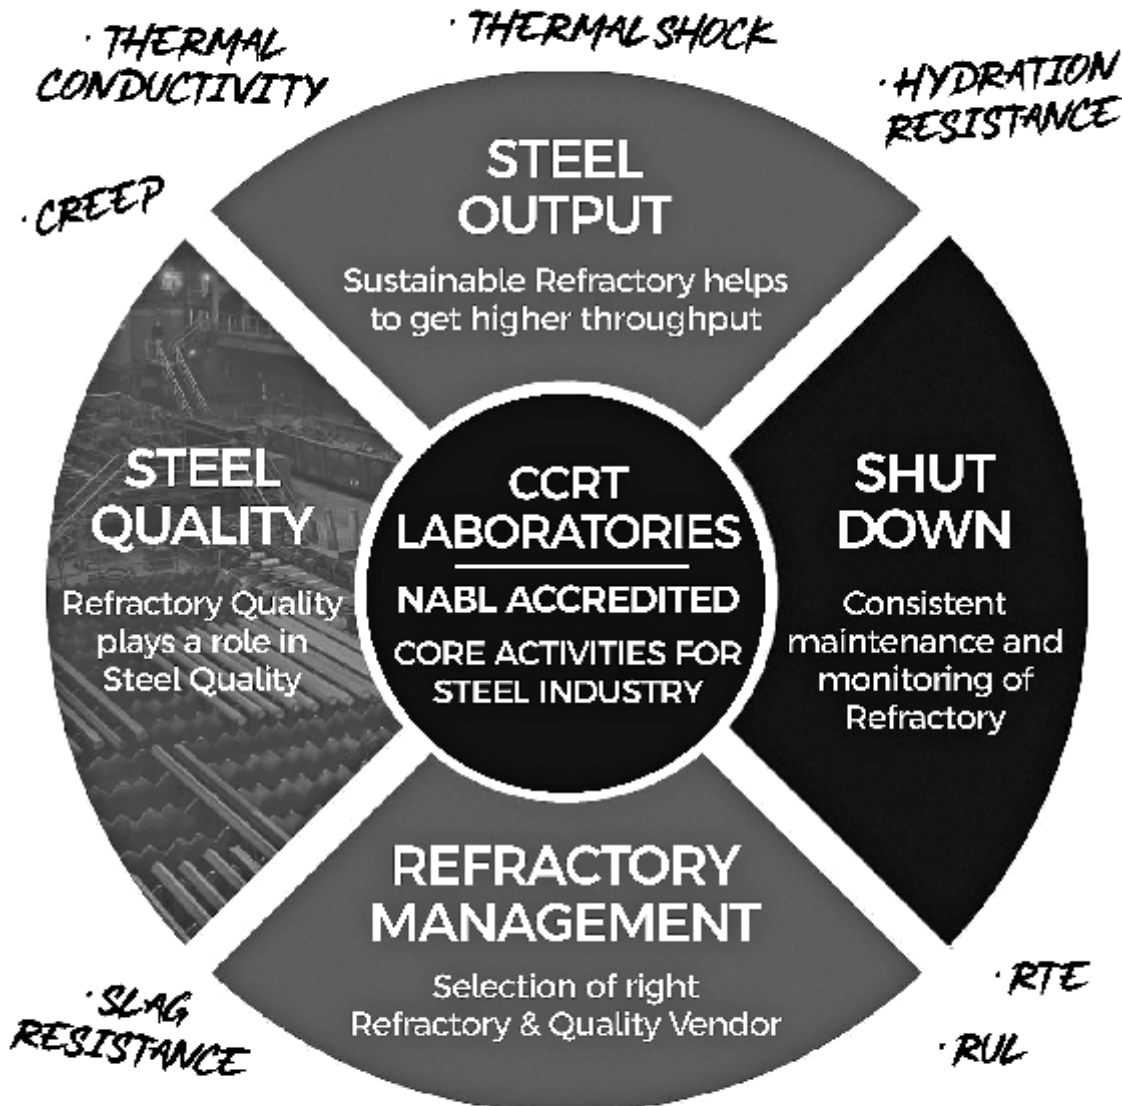 · THERMAL
CONDUCTIVITY
· THERMAL SHOCK
· HYDRATION
RESISTANCE
· CREEP
STEEL
OUTPUT
Sustainable Refractory helps
to get higher throughput
STEEL
QUALITY
Refractory Quality
plays a role in
Steel Quality
CCRT
LABORATORIES
NABL ACCREDITED
CORE ACTIVITIES FOR
STEEL INDUSTRY
SHUT
DOWN
Consistent
maintenance and
monitoring of
Refractory
REFRACTORY
MANAGEMENT
Selection of right
Refractory & Quality Vendor
· SLAG
RESISTANCE
· RTE
· RUL